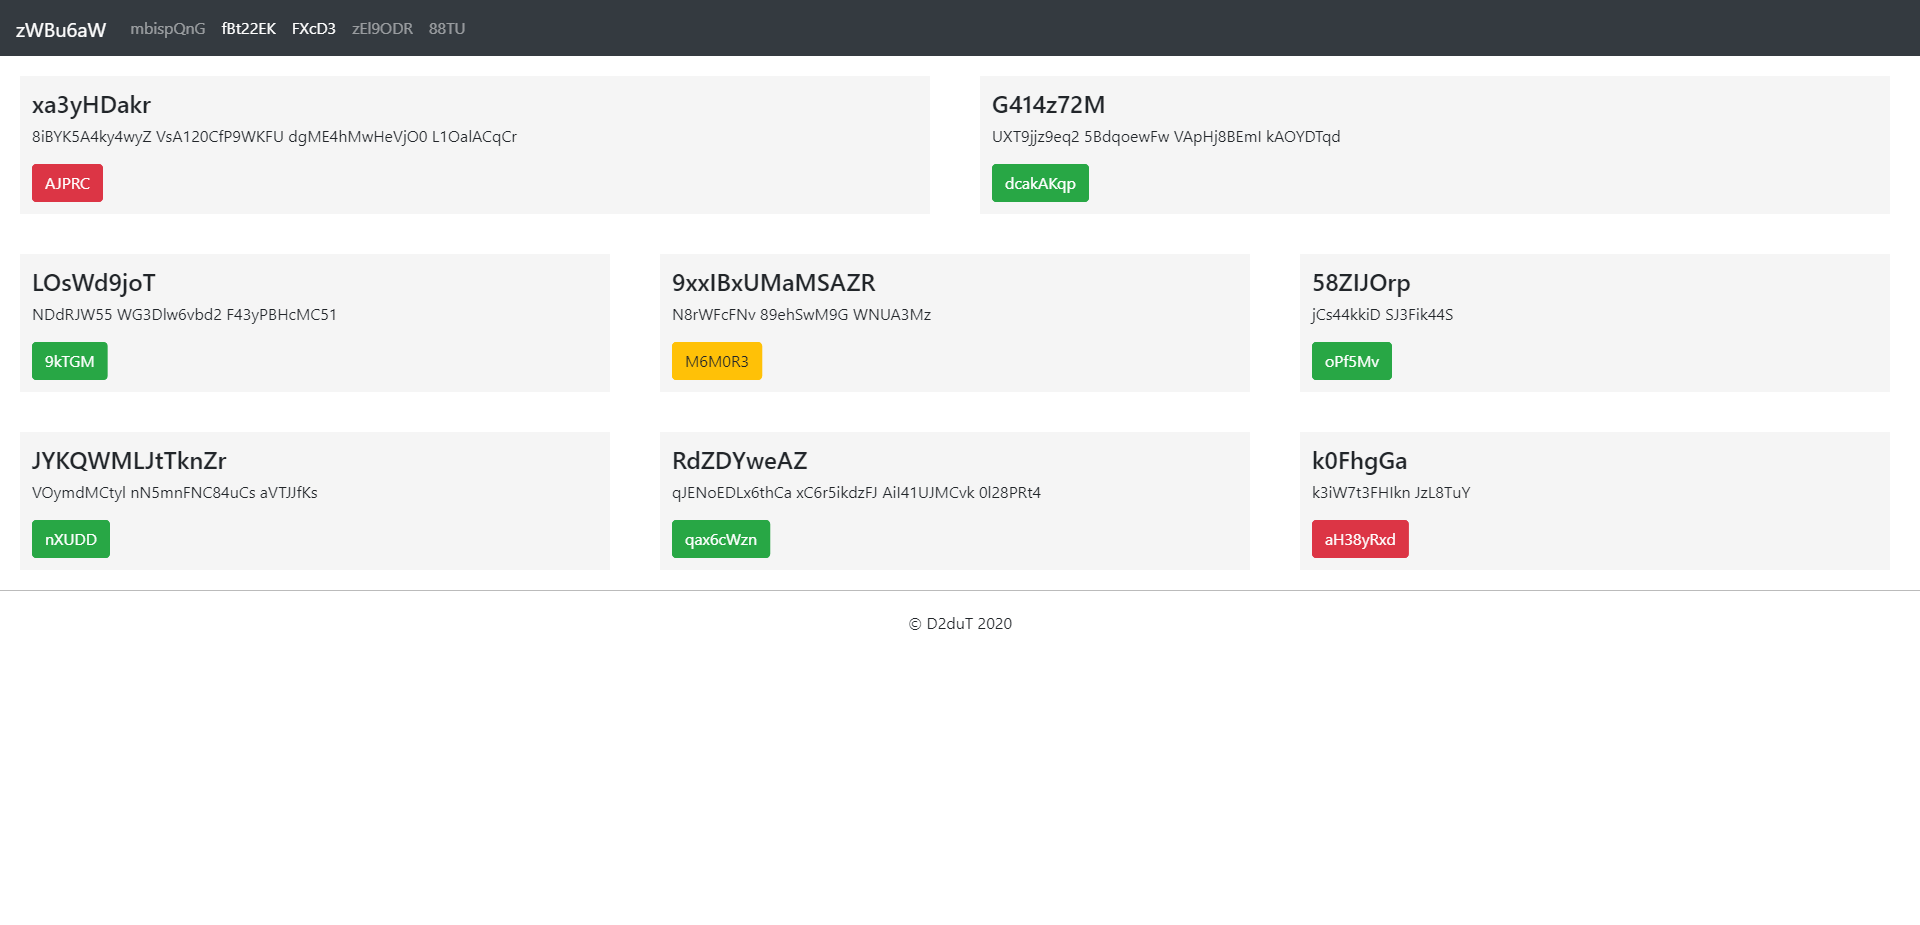 zWBu6aW mbispQnG fBt22EK FXcD3 zEl9ODR 88TU
xa3yHDakr
8iBYK5A4ky4wyZ VsA120CfP9WKFU dgME4hMwHeVjO0 L1OalACqCr
AJPRC
G414z72M
UXT9jjz9eq2 5BdqoewFw VApHj8BEmI kAOYDTqd
dcakAKqp
LOsWd9joT
NDdRJW55 WG3Dlw6vbd2 F43yPBHcMC51
9kTGM
9xxIBxUMaMSAZR
N8rWFcFNv 89ehSwM9G WNUA3Mz
M6M0R3
58ZIJOrp
jCs44kkiD SJ3Fik44S
oPf5Mv
JYKQWMLJtTknZr
VOymdMCtyl nN5mnFNC84uCs aVTJJfKs
nXUDD
RdZDYweAZ
qJENoEDLx6thCa xC6r5ikdzFJ AiI41UJMCvk 0l28PRt4
qax6cWzn
k0FhgGa
k3iW7t3FHIkn JzL8TuY
aH38yRxd
© D2duT 2020